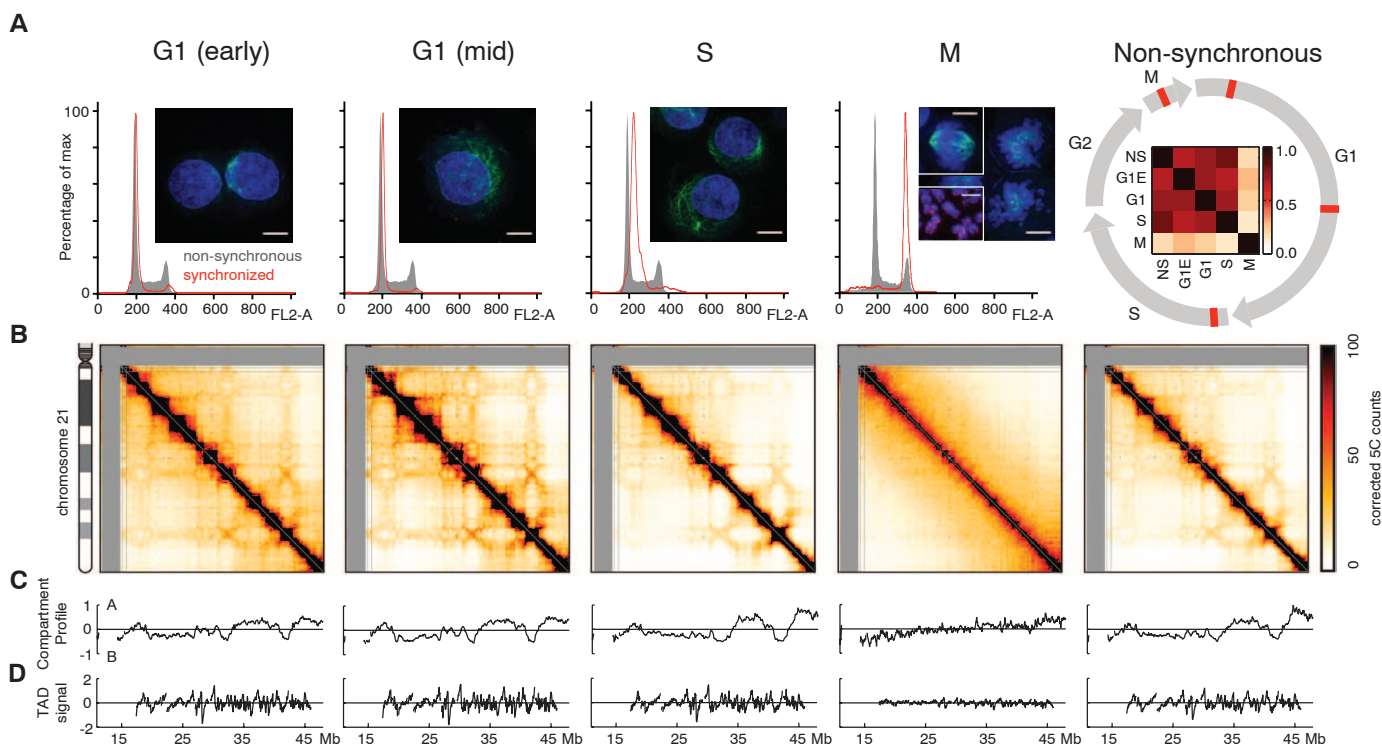 A
G1 (early)
G1 (mid)
S
M
Non-synchronous
Percentage of max
100
0
non-synchronous
synchronized
0 200 400 600 800 FL2-A
0 200 400 600 800 FL2-A
0 200 400 600 800 FL2-A
0 200 400 600 800 FL2-A
M
G1
S
G2
NS
G1E
G1
S
M
NS G1E G1 S M
1.0
0.5
0.0
B
chromosome 21
100
50
0
corrected 5C counts
C
Compartment
Profile
1
0
-1
A
B
D
TAD
signal
2
0
-2
15 25 35 45 Mb
15 25 35 45 Mb
15 25 35 45 Mb
15 25 35 45 Mb
15 25 35 45 Mb